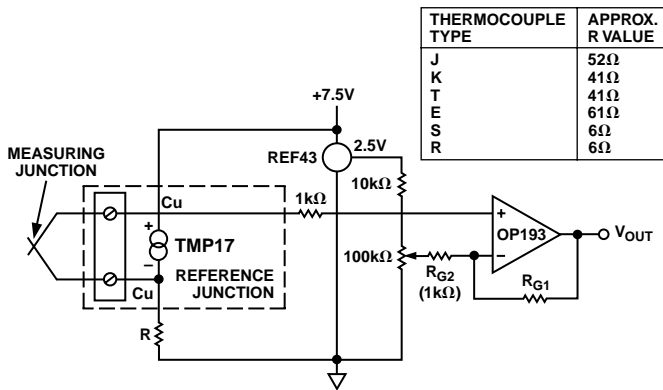 THERMOCOUPLE TYPE APPROX. R VALUE
J 52Ω
K 41Ω
T 41Ω
E 61Ω
S 6Ω
R 6Ω
+7.5V
2.5V
REF43
MEASURING
JUNCTION
Cu
1kΩ
10kΩ
+
TMP17
−
REFERENCE
JUNCTION
Cu
R
100kΩ
RG2
(1kΩ)
+
OP193
−
VOUT
RG1